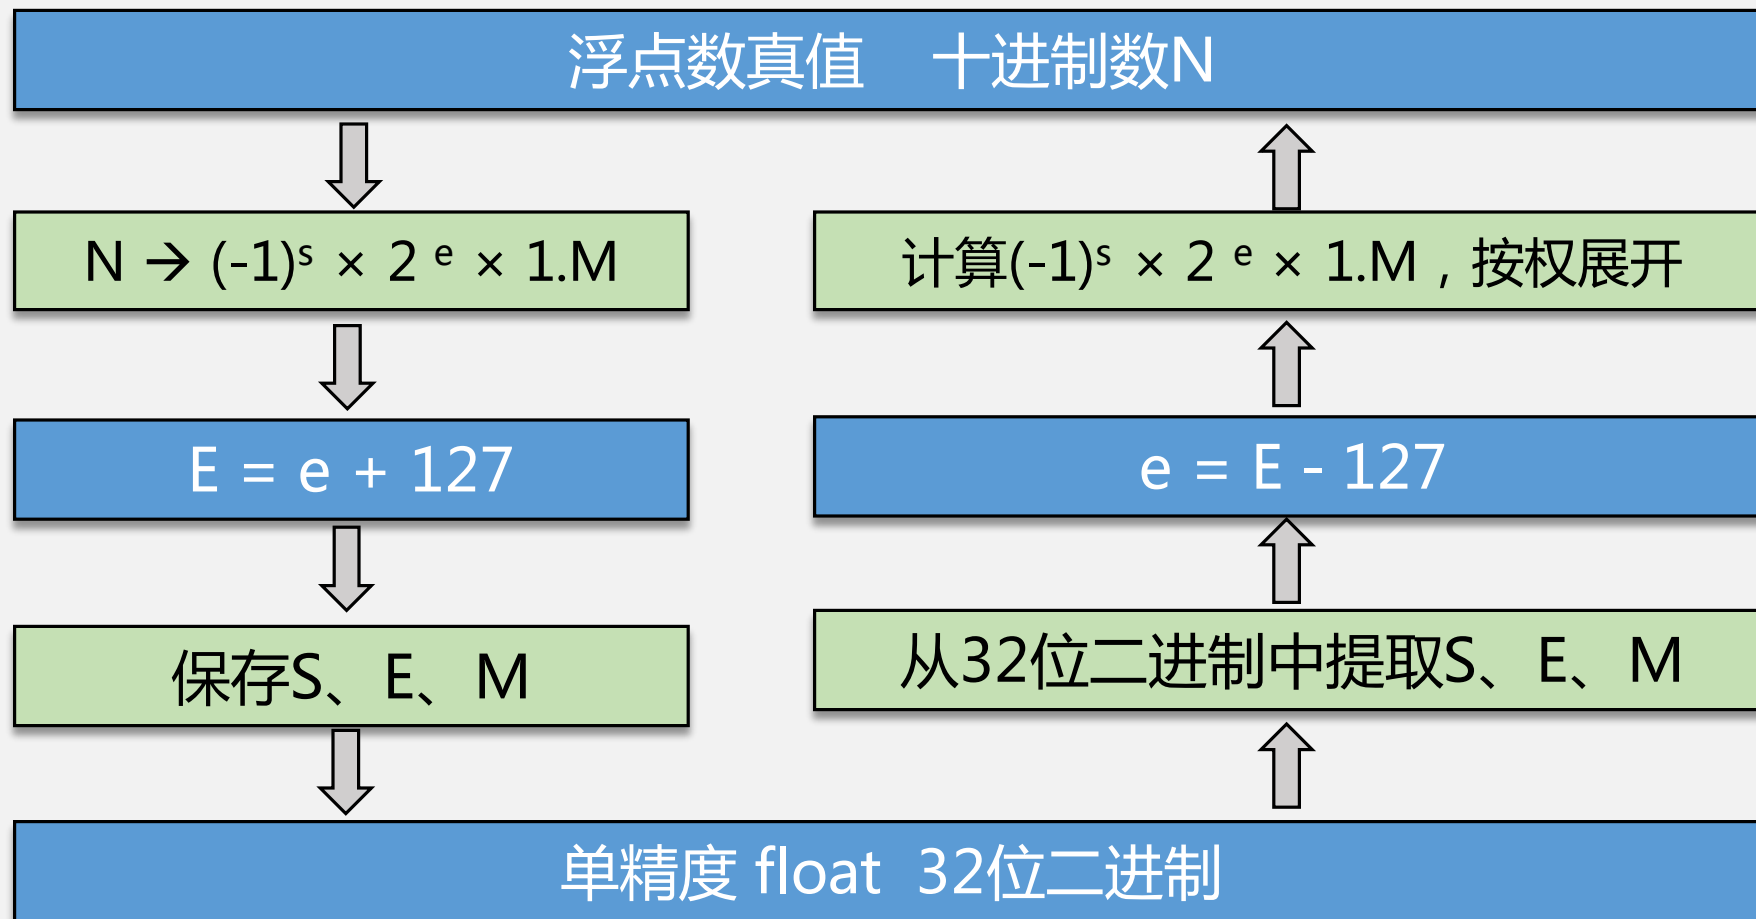 浮点数真值 十进制数N
N → (-1)ˢ × 2 ᵉ × 1.M
E = e + 127
保存S、E、M
计算(-1)ˢ × 2 ᵉ × 1.M，按权展开
e = E - 127
从32位二进制中提取S、E、M
单精度 float 32位二进制